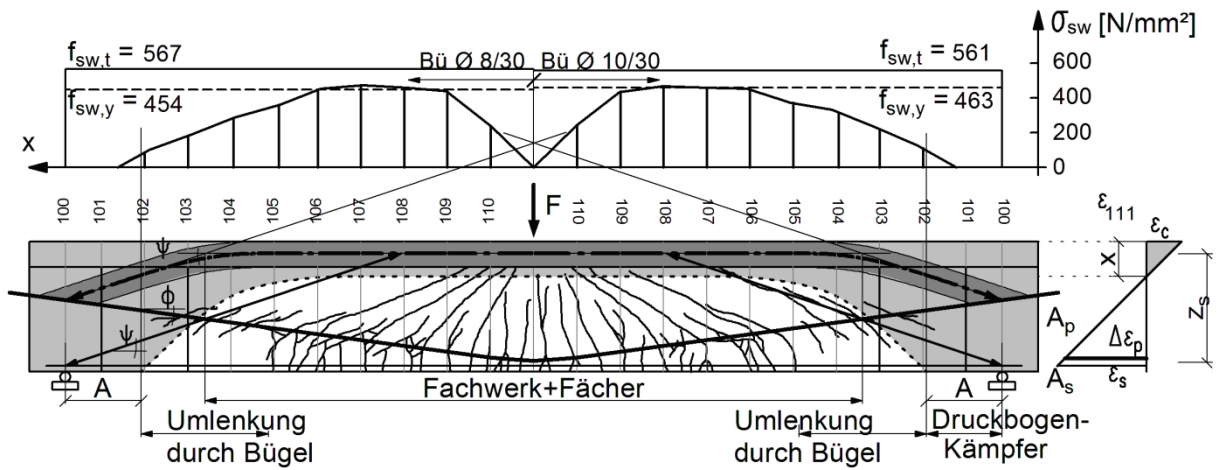 σsw [N/mm²]
fsw,t = 567
fsw,t = 561
Bü Ø 8/30
Bü Ø 10/30
600
400
fsw,y = 454
fsw,y = 463
200
0
x
100
101
102
103
104
105
106
107
108
109
110
F
110
109
108
107
106
105
104
103
102
101
100
ε111
εc
ψ
x
zs
ϕ
Ap
ψ
Δεp
As
εs
A
Fachwerk+Fächer
A
Umlenkung
durch Bügel
Umlenkung
durch Bügel
Druckbogen-
Kämpfer